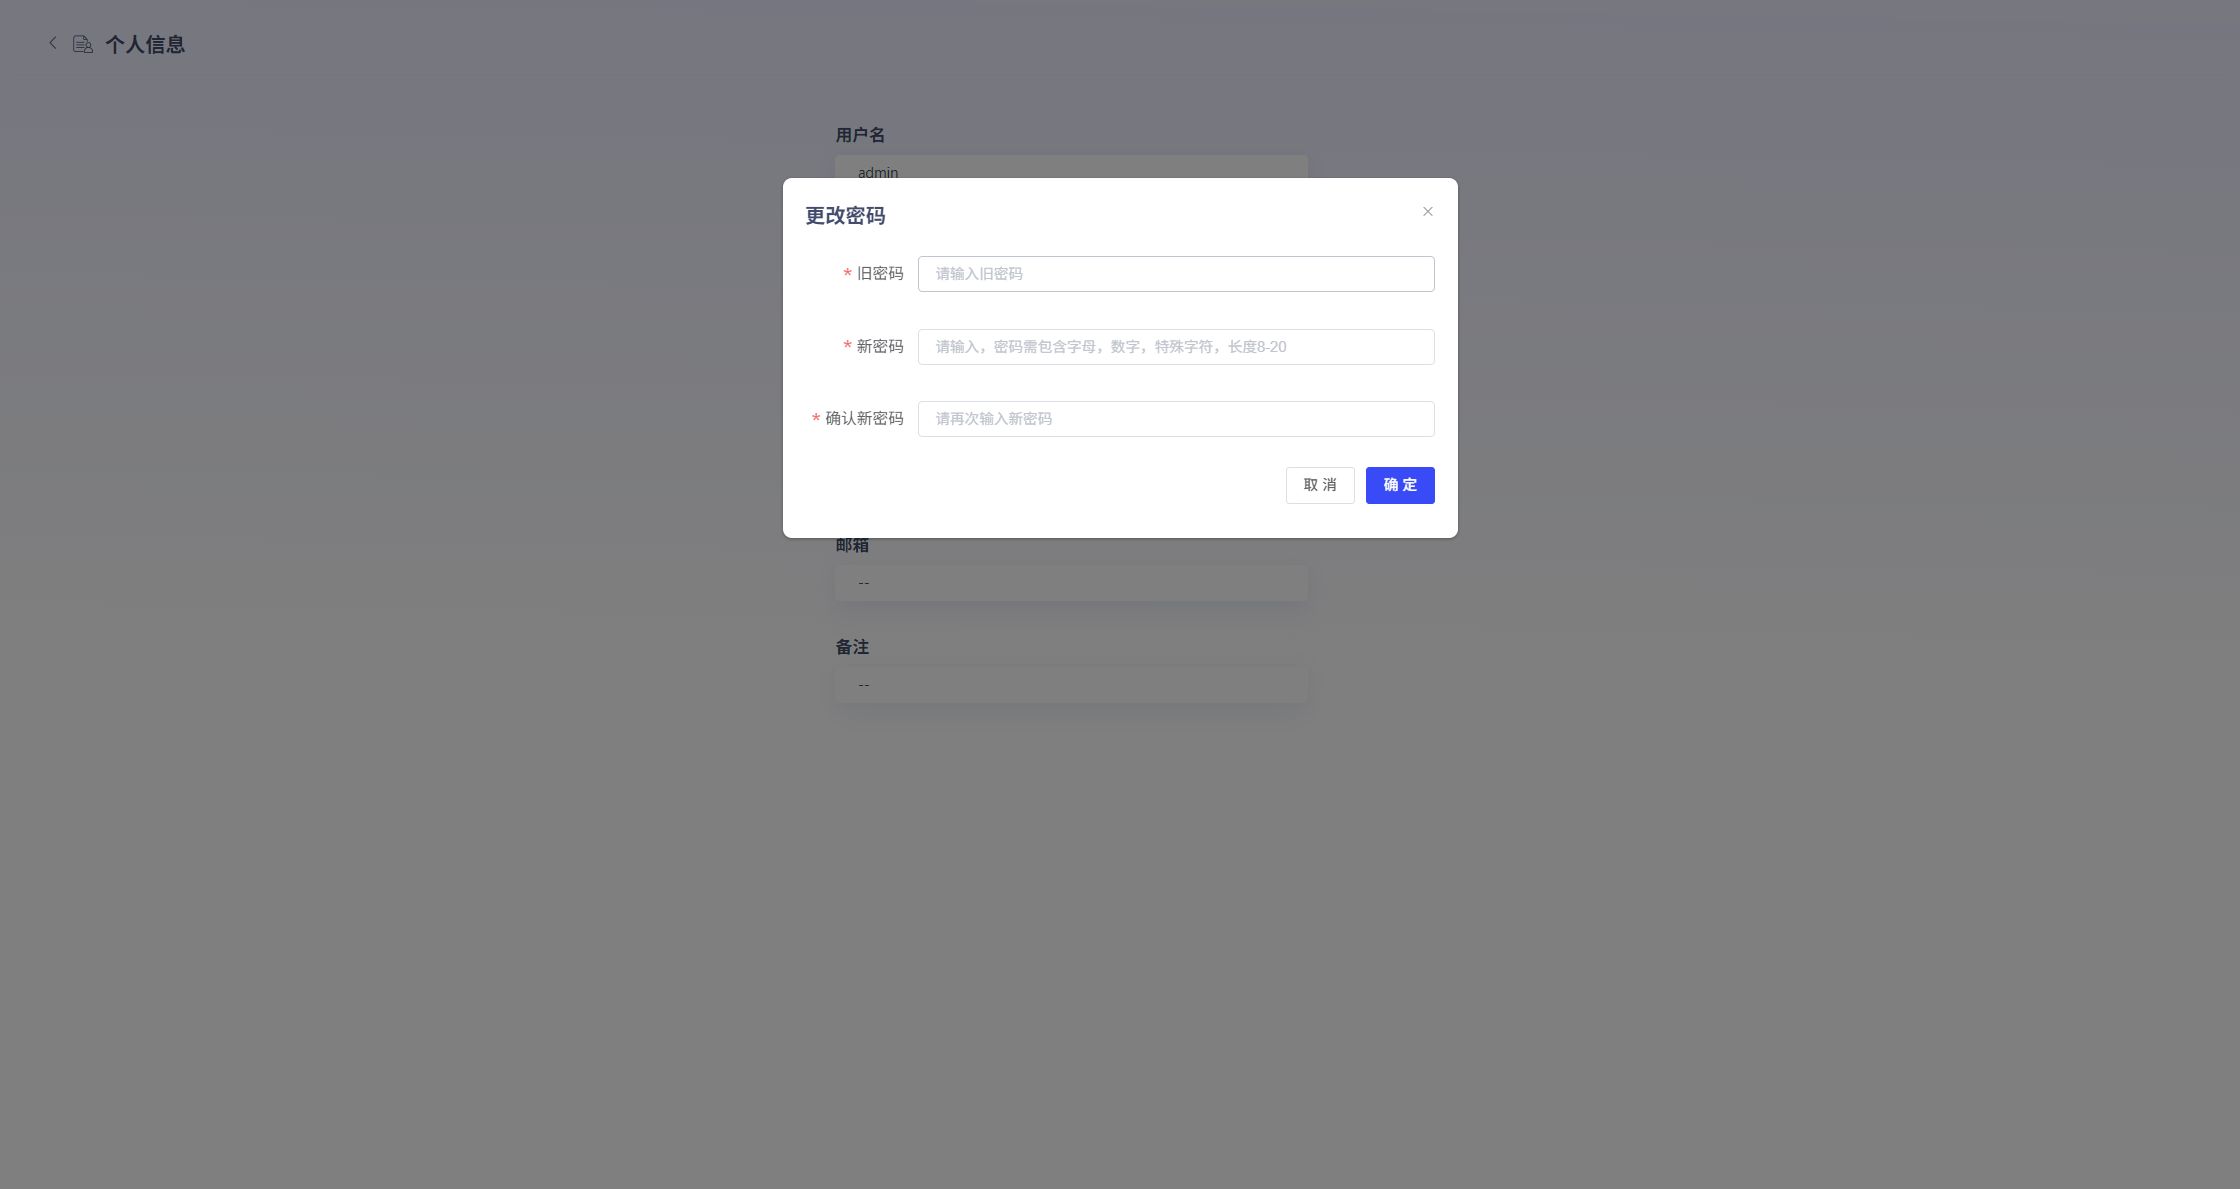 个人信息
用户名
admin
更改密码
* 旧密码 请输入旧密码
* 新密码 请输入，密码需包含字母，数字，特殊字符，长度8-20
* 确认新密码 请再次输入新密码
取 消 确 定
邮箱
--
备注
--